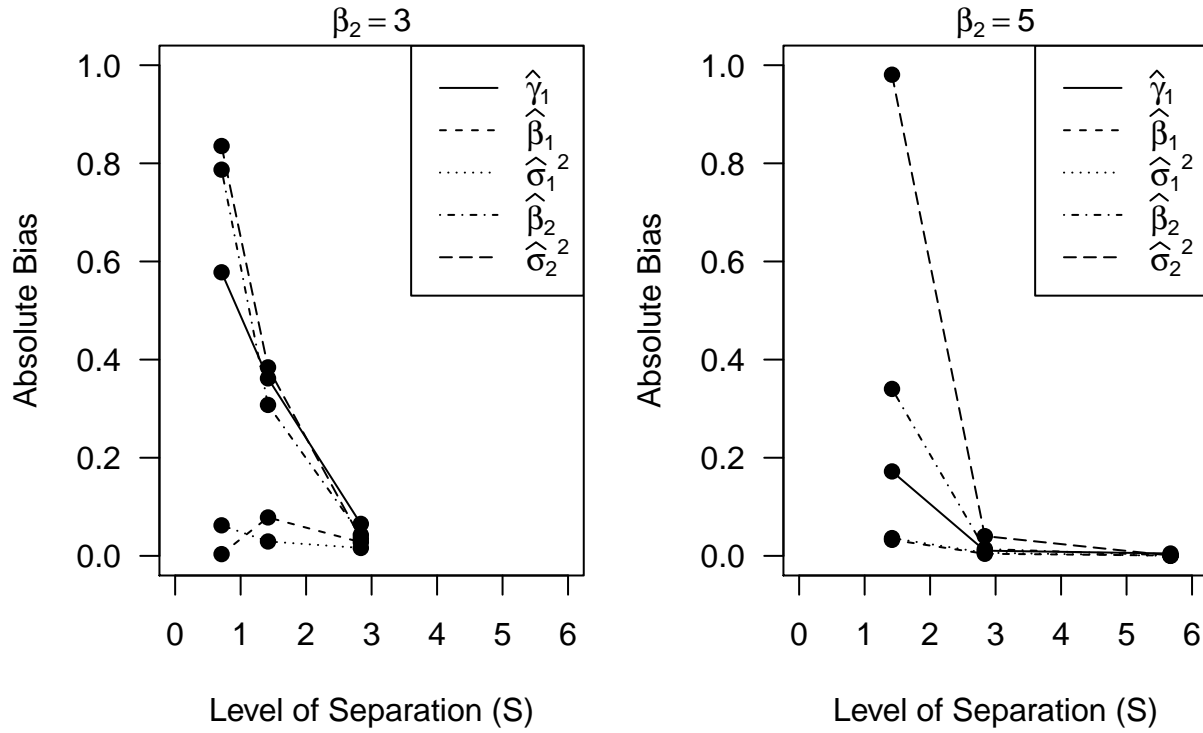 β₂ = 3
1.0
0.8
0.6
0.4
0.2
0.0
Absolute Bias
0 1 2 3 4 5 6
Level of Separation (S)
γ̂₁
β̂₁
σ̂₁²
β̂₂
σ̂₂²
β₂ = 5
1.0
0.8
0.6
0.4
0.2
0.0
Absolute Bias
0 1 2 3 4 5 6
Level of Separation (S)
γ̂₁
β̂₁
σ̂₁²
β̂₂
σ̂₂²